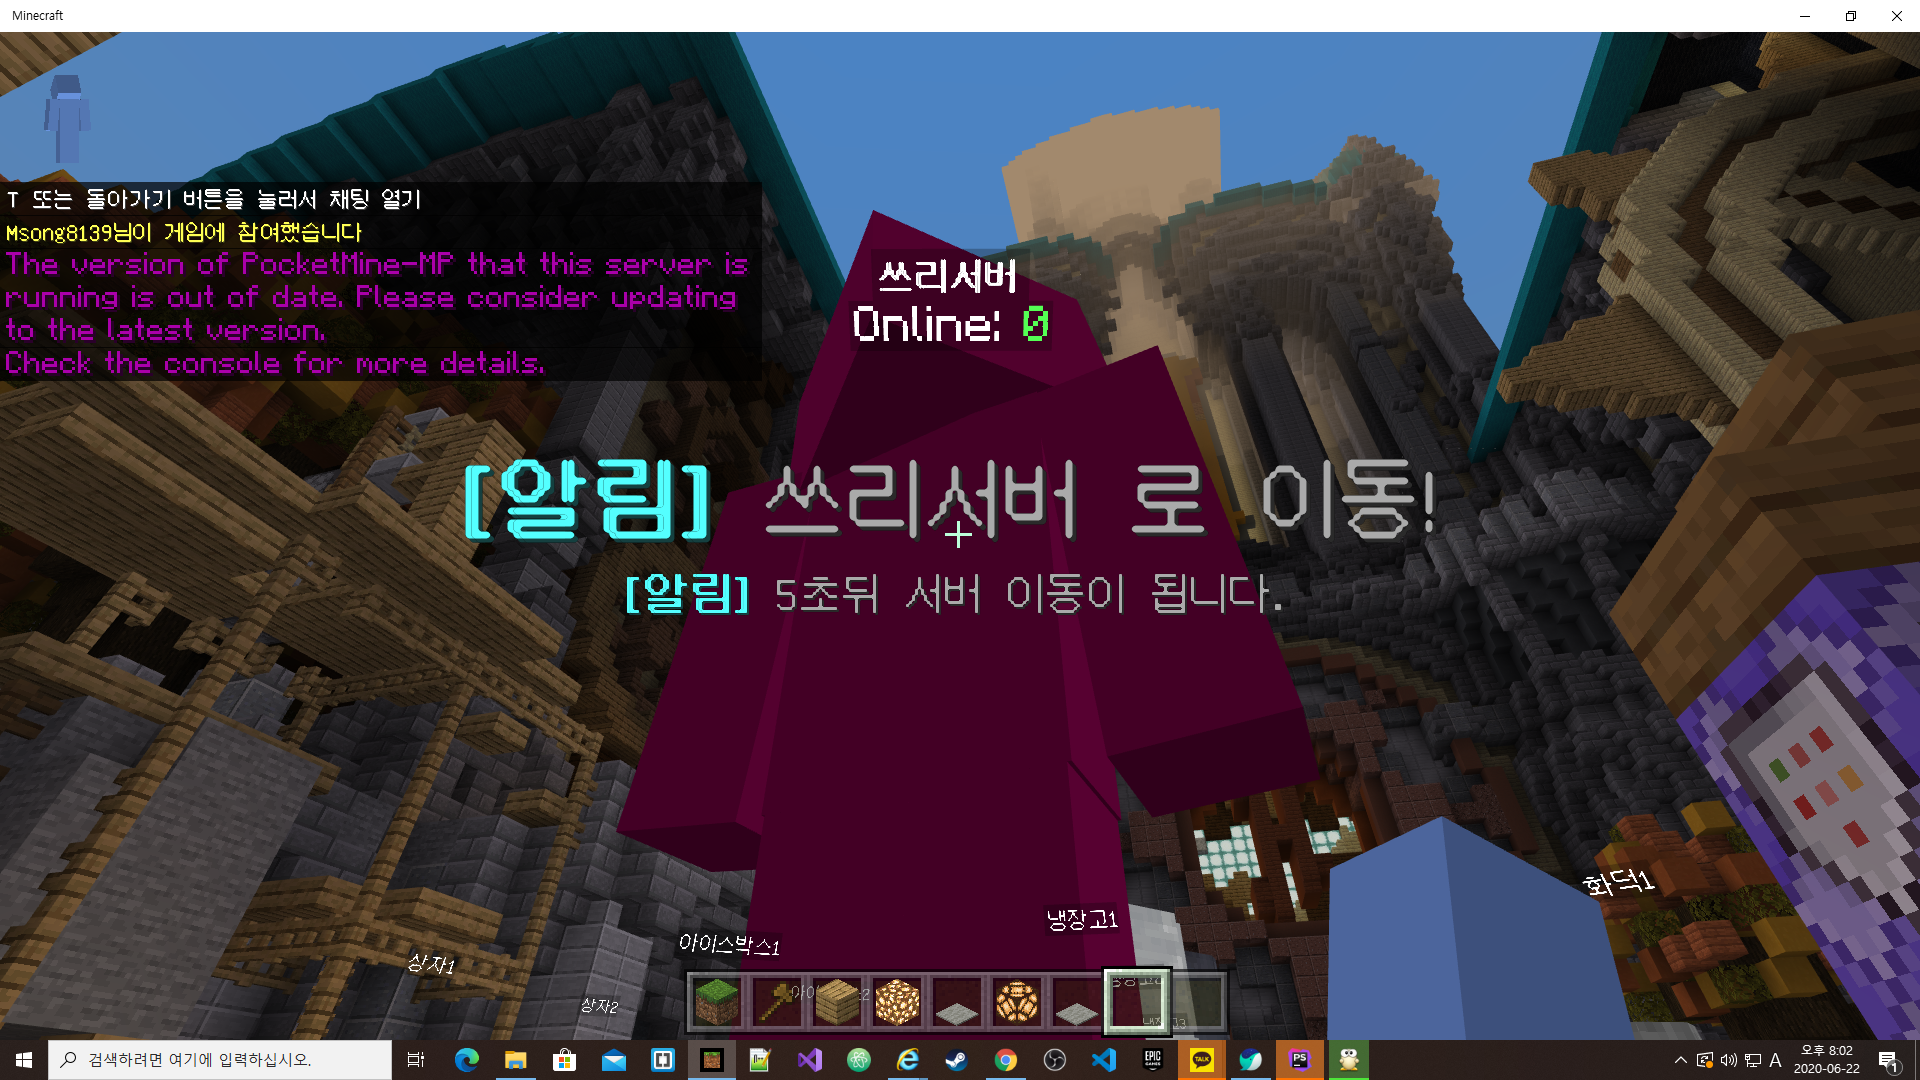 Minecraft
T 또는 돌아가기 버튼을 눌러서 채팅 열기
Msong8139님이 게임에 참여했습니다
The version of PocketMine-MP that this server is
running is out of date. Please consider updating
to the latest version.
Check the console for more details.
쓰리서버
Online: 0
[알림] 쓰리서버 로 이동!
[알림] 5초뒤 서버 이동이 됩니다.
화덕1
냉장고1
아이스박스1
상자1
상자2
검색하려면 여기에 입력하십시오.
EPIC
GAMES
TALK
PS
A
오후 8:02
2020-06-22
1